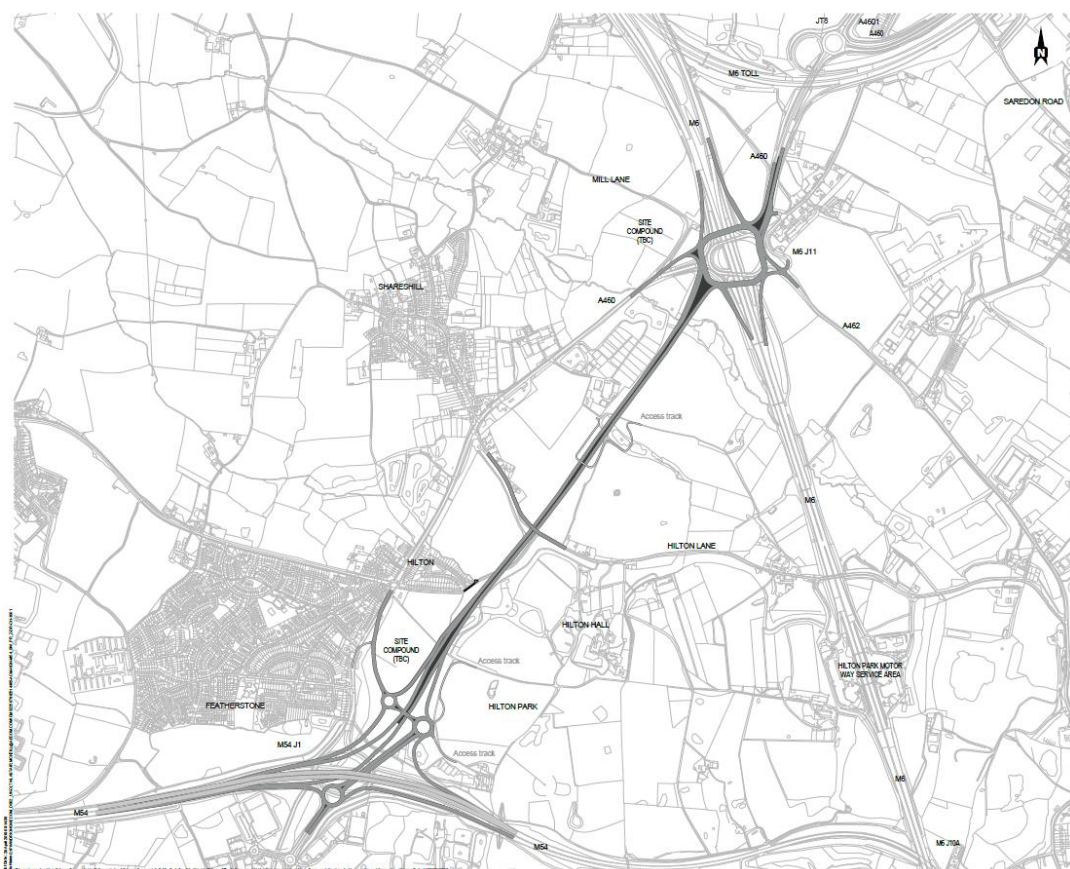 JT8
A4601
A460
N
M6 TOLL
SAREDON ROAD
M6
A460
MILL LANE
SITE
COMPOUND
(TBC)
M6 J11
SHARESHILL
A460
A462
Access track
M6
HILTON LANE
HILTON
HILTON HALL
SITE
COMPOUND
(TBC)
Access track
HILTON PARK MOTOR
WAY SERVICE AREA
FEATHERSTONE
HILTON PARK
M54 J1
Access track
M6
M54
M54
M6 J10A